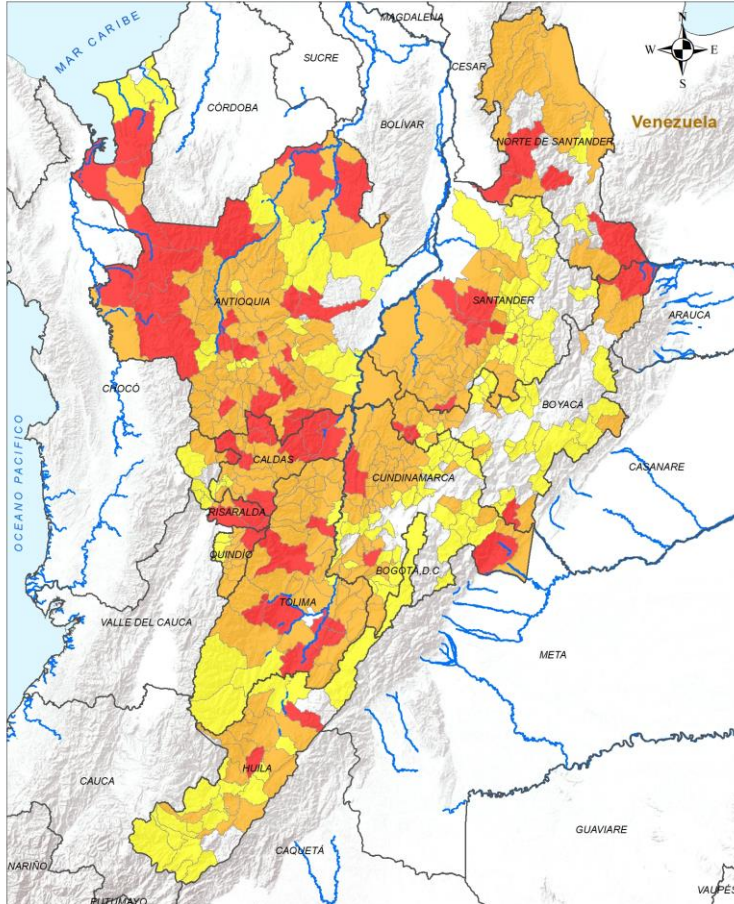 MAGDALENA
N
MAR CARIBE
SUCRE
W
E
CESAR
S
CÓRDOBA
BOLÍVAR
Venezuela
NORTE DE SANTANDER
ANTIOQUIA
SANTANDER
ARAUCA
CHOCÓ
BOYACÁ
OCEANO PACIFICO
CALDAS
CUNDINAMARCA
CASANARE
RISARALDA
QUINDÍO
BOGOTÁ, D.C
TOLIMA
VALLE DEL CAUCA
META
HUILA
CAUCA
GUAVIARE
CAQUETÁ
NARIÑO
PUTUMAYO
VAUPÉS